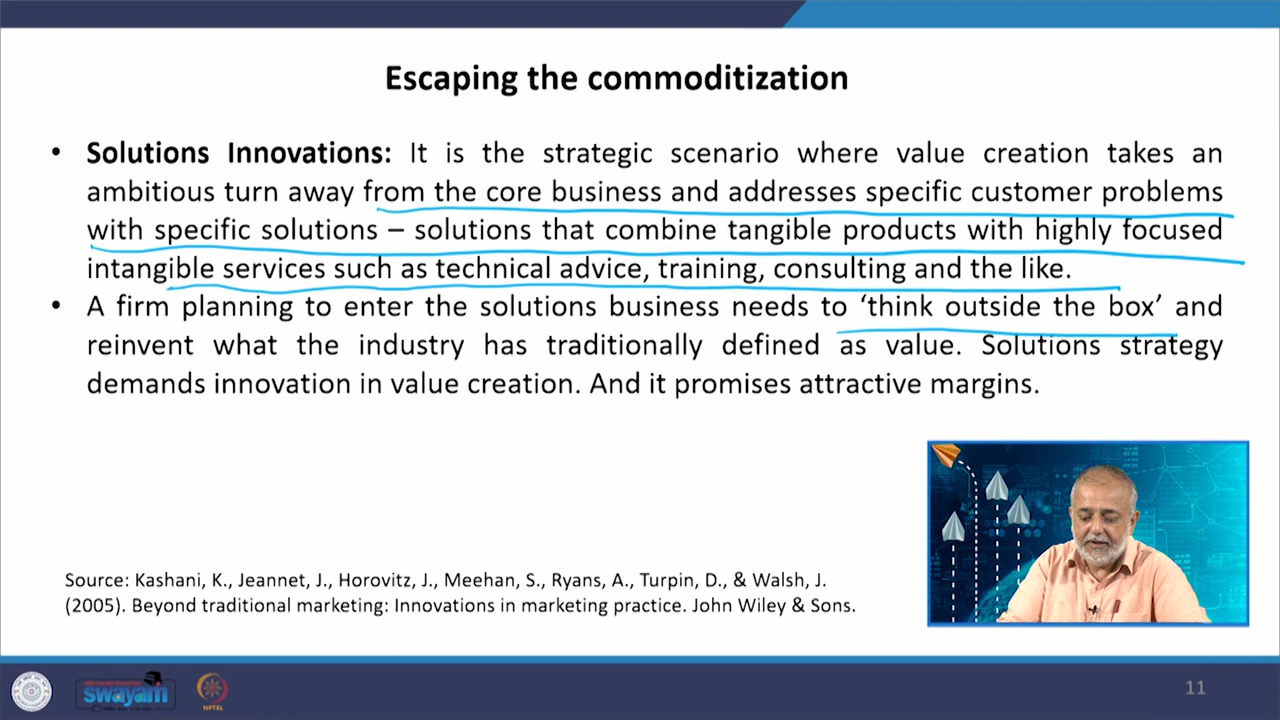 Escaping the commoditization
• Solutions Innovations: It is the strategic scenario where value creation takes an
ambitious turn away from the core business and addresses specific customer problems
with specific solutions – solutions that combine tangible products with highly focused
intangible services such as technical advice, training, consulting and the like.
• A firm planning to enter the solutions business needs to ‘think outside the box’ and
reinvent what the industry has traditionally defined as value. Solutions strategy
demands innovation in value creation. And it promises attractive margins.
Source: Kashani, K., Jeannet, J., Horovitz, J., Meehan, S., Ryans, A., Turpin, D., & Walsh, J.
(2005). Beyond traditional marketing: Innovations in marketing practice. John Wiley & Sons.
swayam
NPTEL
11